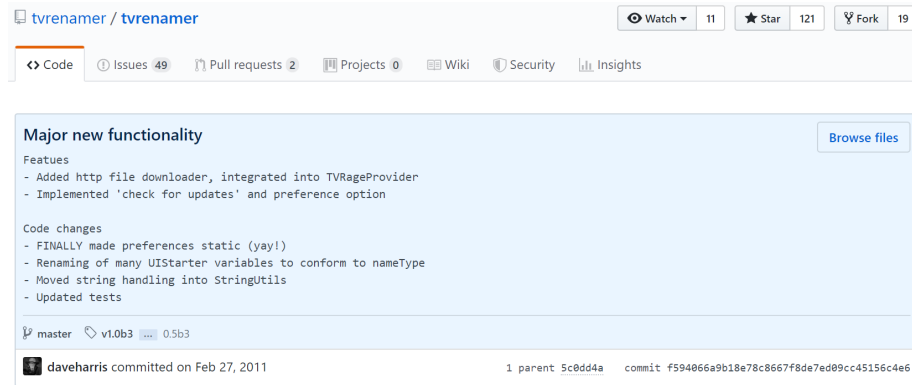 tvrenamer / tvrenamer Watch 11 Star 121 Fork 19
Code Issues 49 Pull requests 2 Projects 0 Wiki Security Insights
Major new functionality Browse files
Featues
- Added http file downloader, integrated into TVRageProvider
- Implemented 'check for updates' and preference option
Code changes
- FINALLY made preferences static (yay!)
- Renaming of many UIStarter variables to conform to nameType
- Moved string handling into StringUtils
- Updated tests
master v1.0b3 ... 0.5b3
daveharris committed on Feb 27, 2011 1 parent 5c0dd4a commit f594066a9b18e78c8667f8de7ed09cc45156c4e6